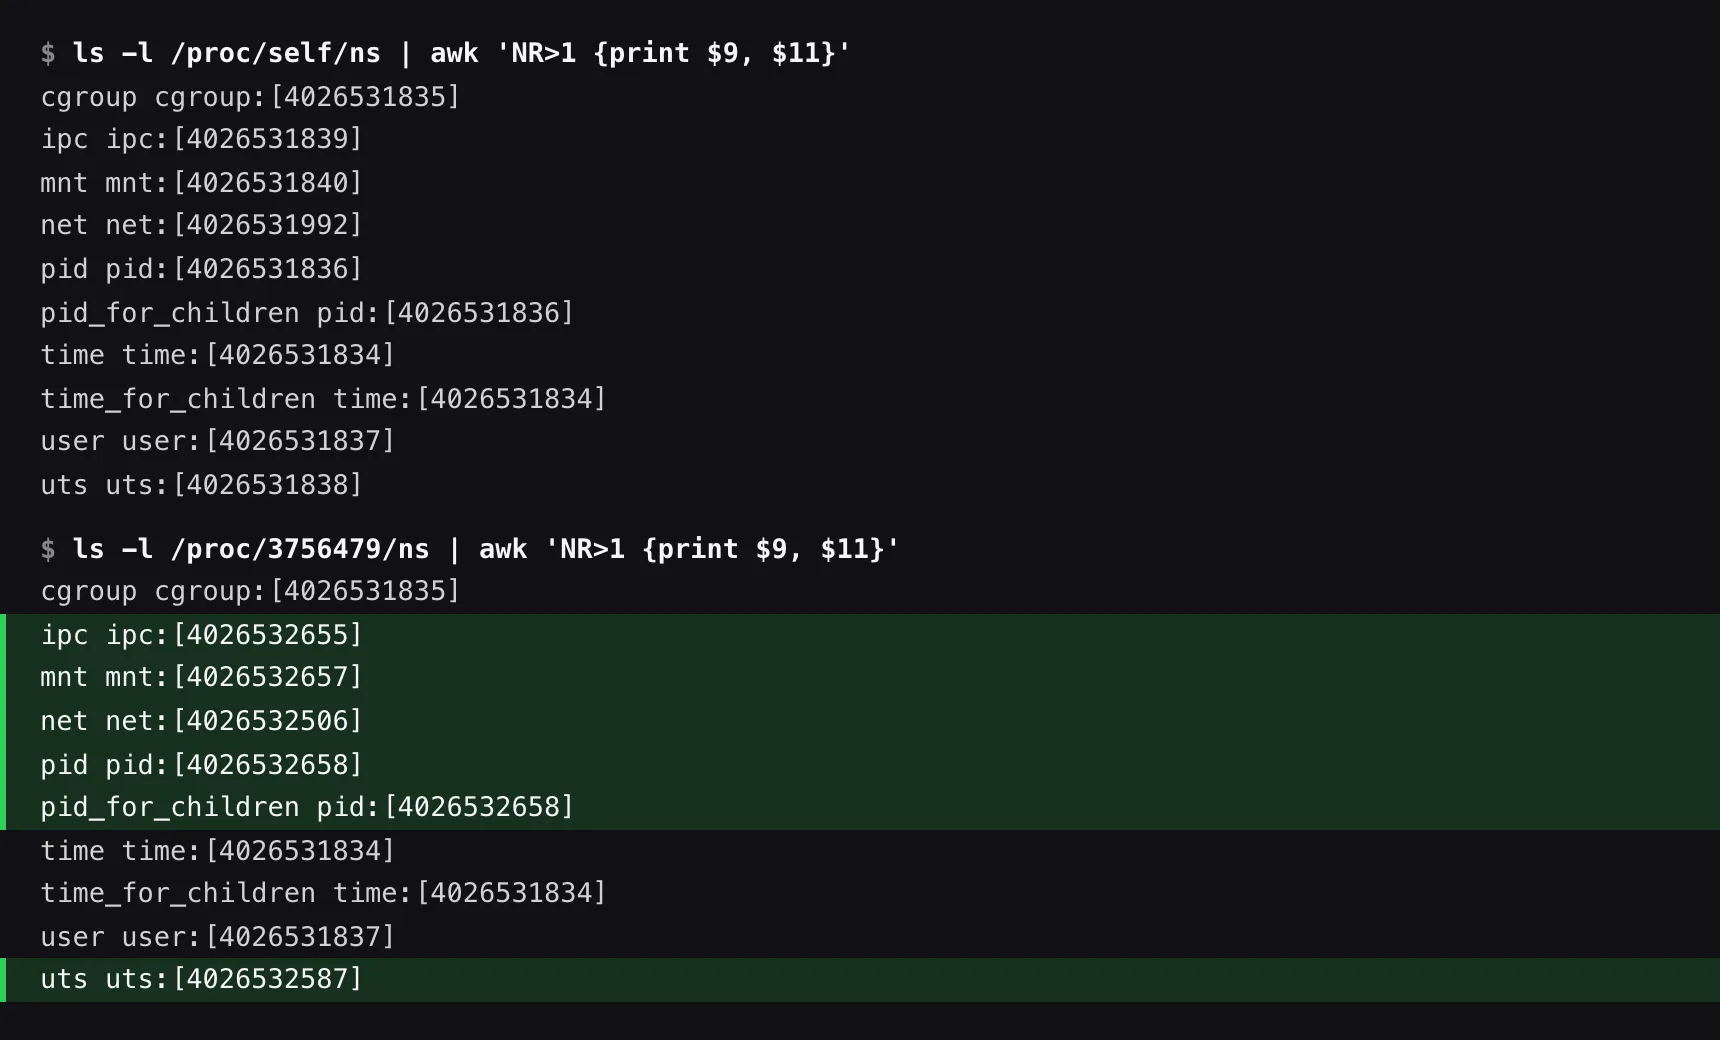 $ ls -l /proc/self/ns | awk 'NR>1 {print $9, $11}'
cgroup cgroup:[4026531835]
ipc ipc:[4026531839]
mnt mnt:[4026531840]
net net:[4026531992]
pid pid:[4026531836]
pid_for_children pid:[4026531836]
time time:[4026531834]
time_for_children time:[4026531834]
user user:[4026531837]
uts uts:[4026531838]
$ ls -l /proc/3756479/ns | awk 'NR>1 {print $9, $11}'
cgroup cgroup:[4026531835]
ipc ipc:[4026532655]
mnt mnt:[4026532657]
net net:[4026532506]
pid pid:[4026532658]
pid_for_children pid:[4026532658]
time time:[4026531834]
time_for_children time:[4026531834]
user user:[4026531837]
uts uts:[4026532587]